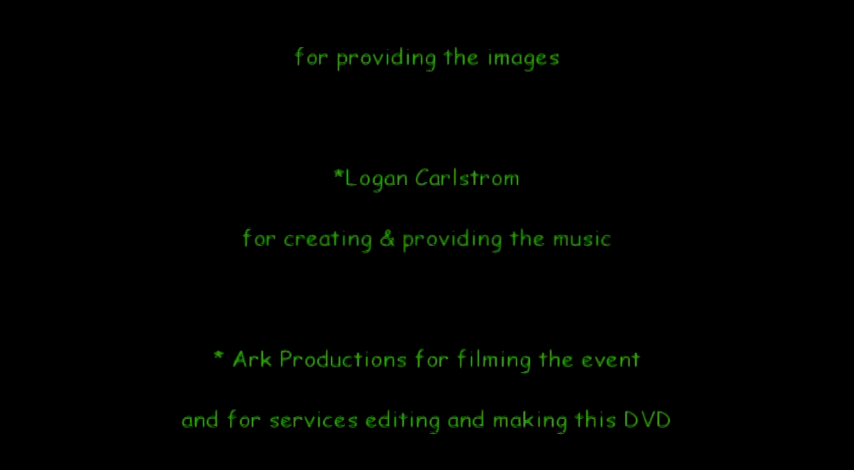 for providing the images
*Logan Carlstrom
for creating & providing the music
* Ark Productions for filming the event
and for services editing and making this DVD